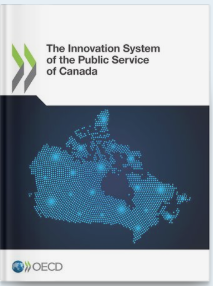 The Innovation System
of the Public Service
of Canada
OECD